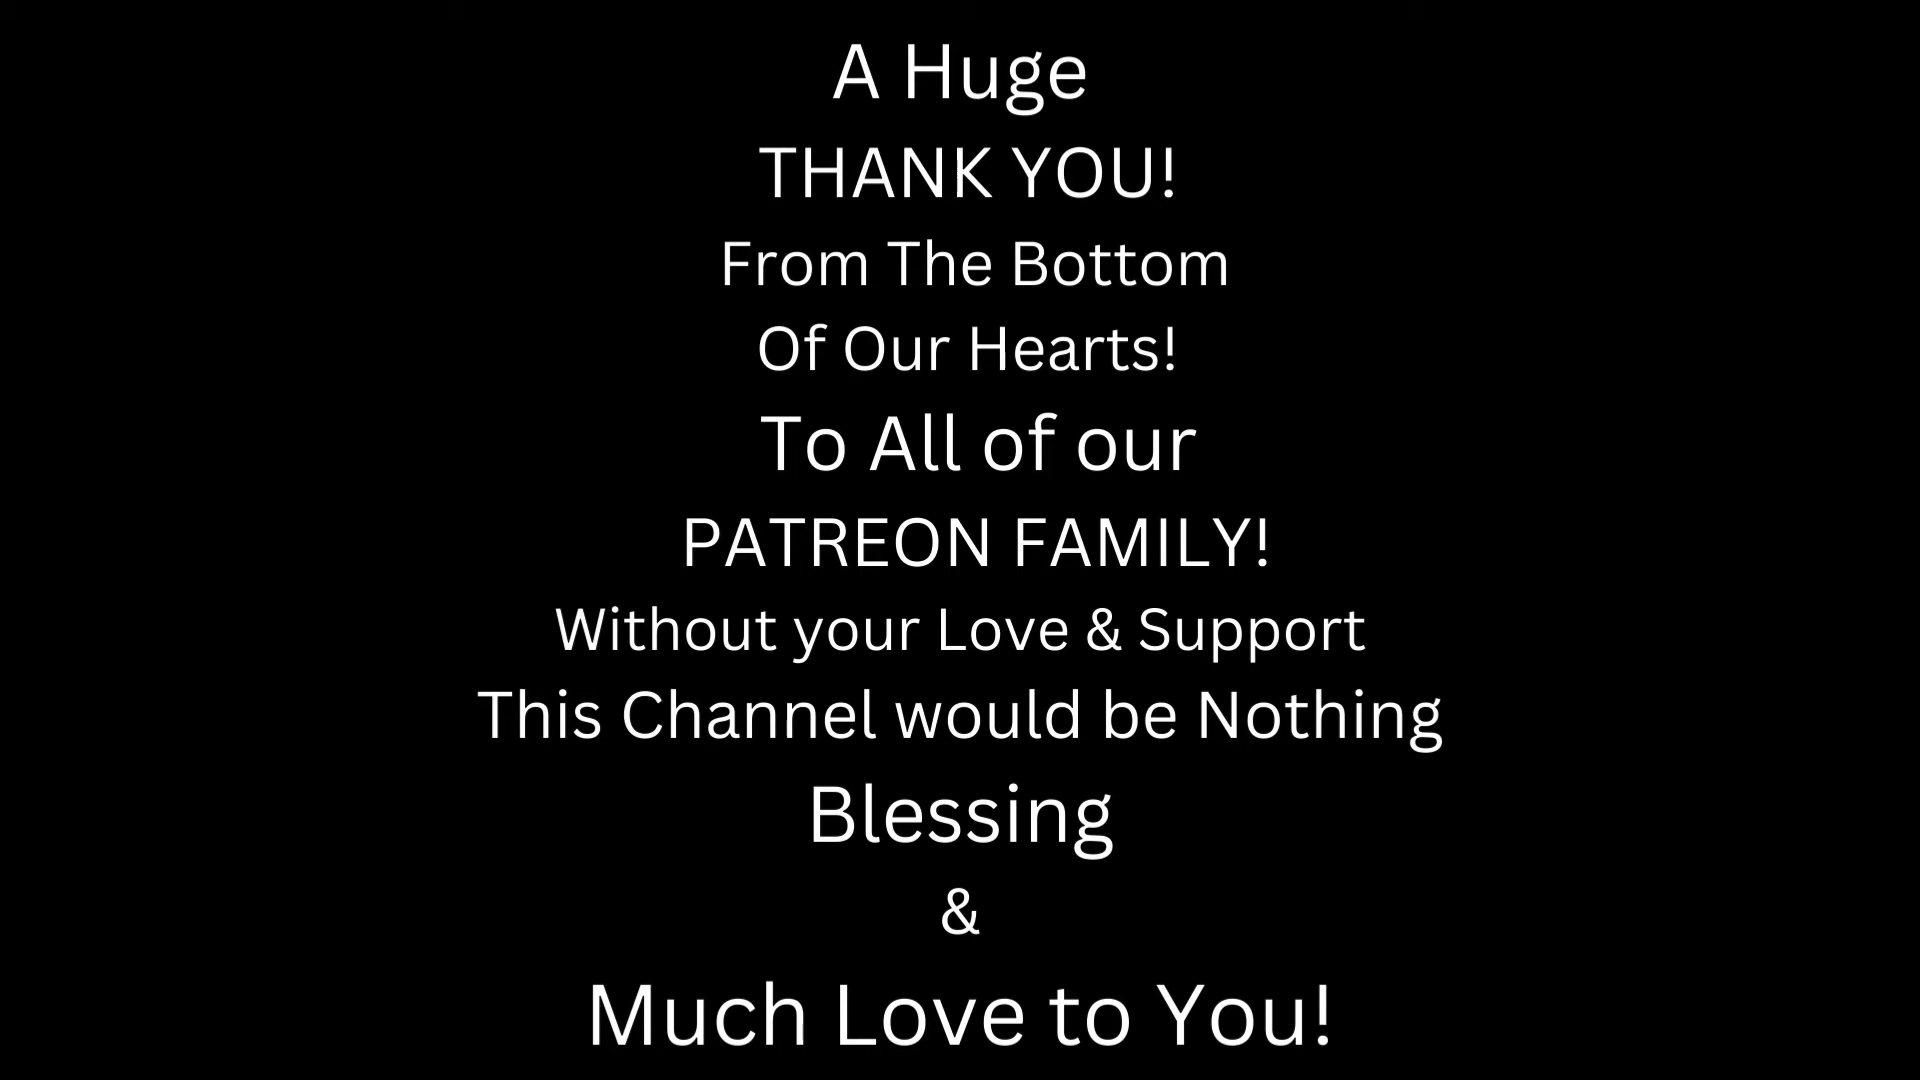 A Huge
THANK YOU!
From The Bottom
Of Our Hearts!
To All of our
PATREON FAMILY!
Without your Love & Support
This Channel would be Nothing
Blessing
&
Much Love to You!